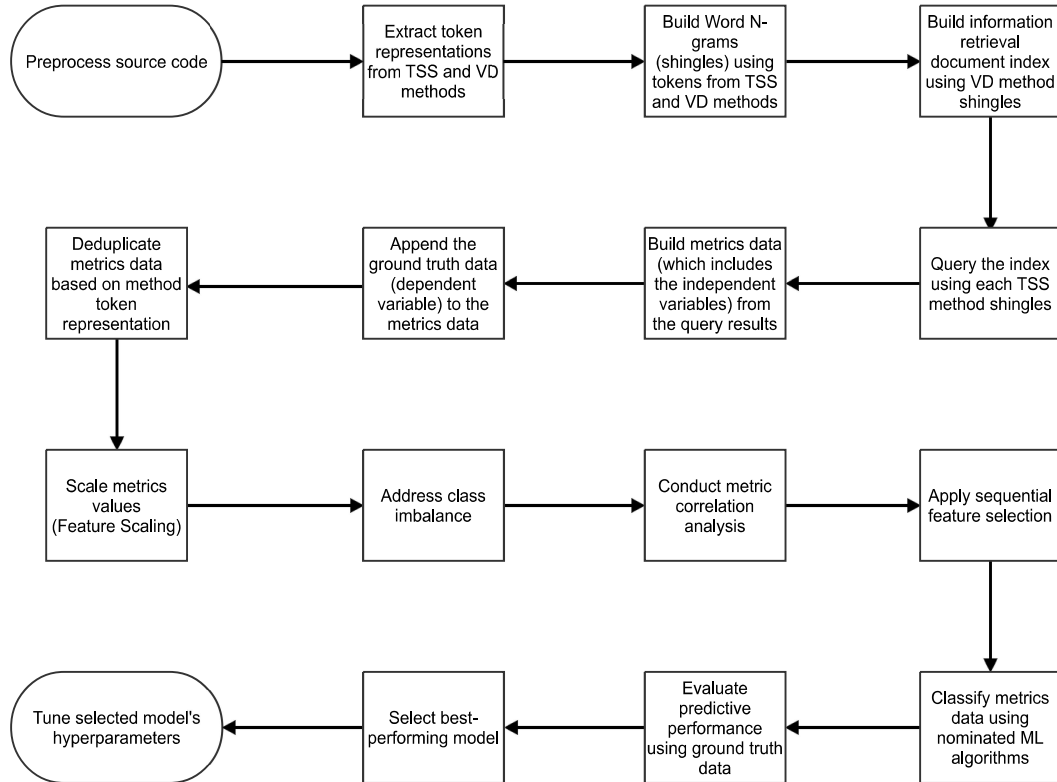 Preprocess source code
Extract token
representations
from TSS and VD
methods
Build Word N-
grams
(shingles) using
tokens from TSS
and VD methods
Build information
retrieval
document index
using VD method
shingles
Deduplicate
metrics data
based on method
token
representation
Append the
ground truth data
(dependent
variable) to the
metrics data
Build metrics data
(which includes
the independent
variables) from
the query results
Query the index
using each TSS
method shingles
Scale metrics
values
(Feature Scaling)
Address class
imbalance
Conduct metric
correlation
analysis
Apply sequential
feature selection
Tune selected model's
hyperparameters
Select best-
performing model
Evaluate
predictive
performance
using ground truth
data
Classify metrics
data using
nominated ML
algorithms